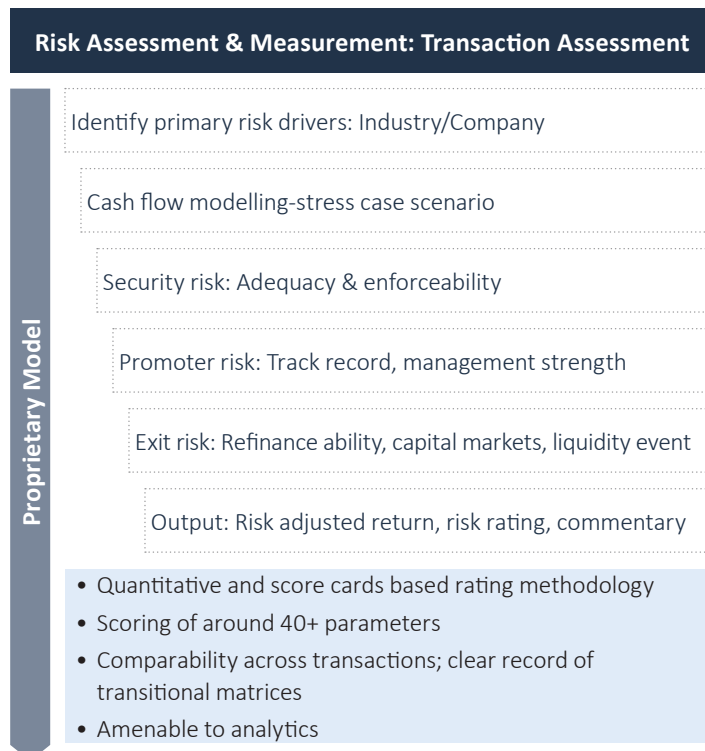 Risk Assessment & Measurement: Transaction Assessment
Proprietary Model
Identify primary risk drivers: Industry/Company
Cash flow modelling-stress case scenario
Security risk: Adequacy & enforceability
Promoter risk: Track record, management strength
Exit risk: Refinance ability, capital markets, liquidity event
Output: Risk adjusted return, risk rating, commentary
• Quantitative and score cards based rating methodology
• Scoring of around 40+ parameters
• Comparability across transactions; clear record of
transitional matrices
• Amenable to analytics